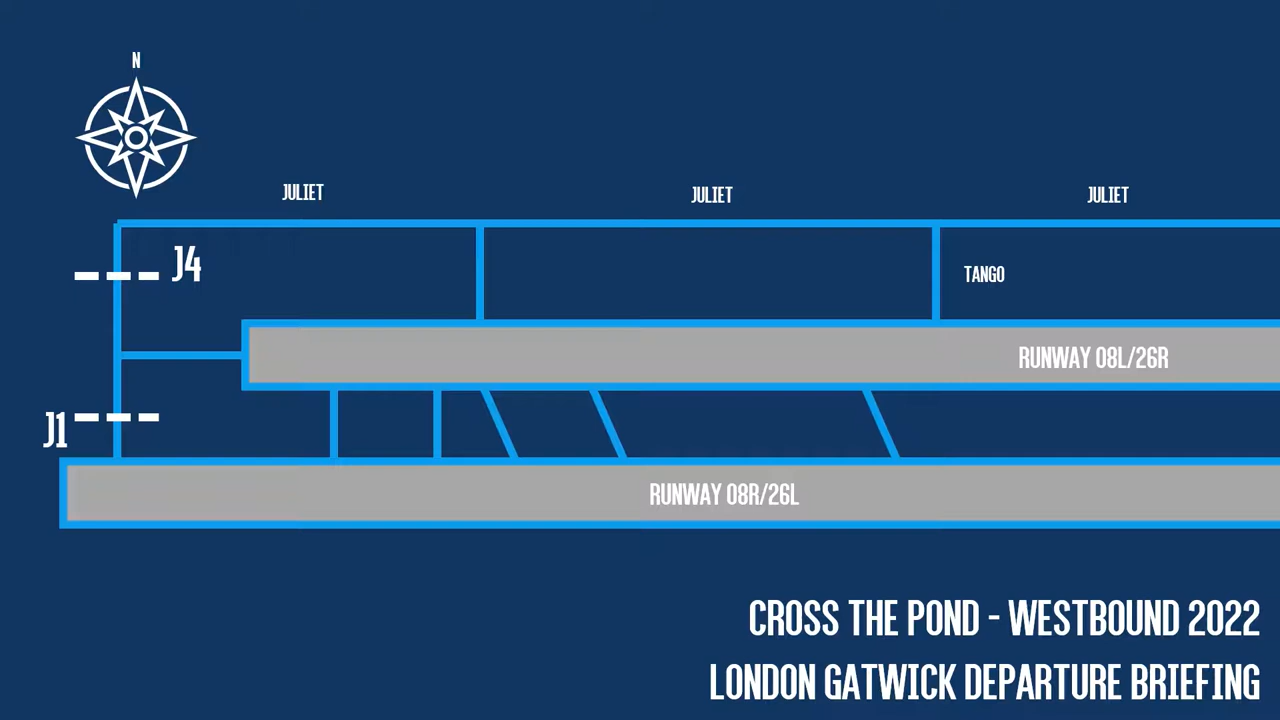 N
JULIET JULIET JULIET
J4
TANGO
RUNWAY 08L/26R
J1
RUNWAY 08R/26L
CROSS THE POND - WESTBOUND 2022
LONDON GATWICK DEPARTURE BRIEFING